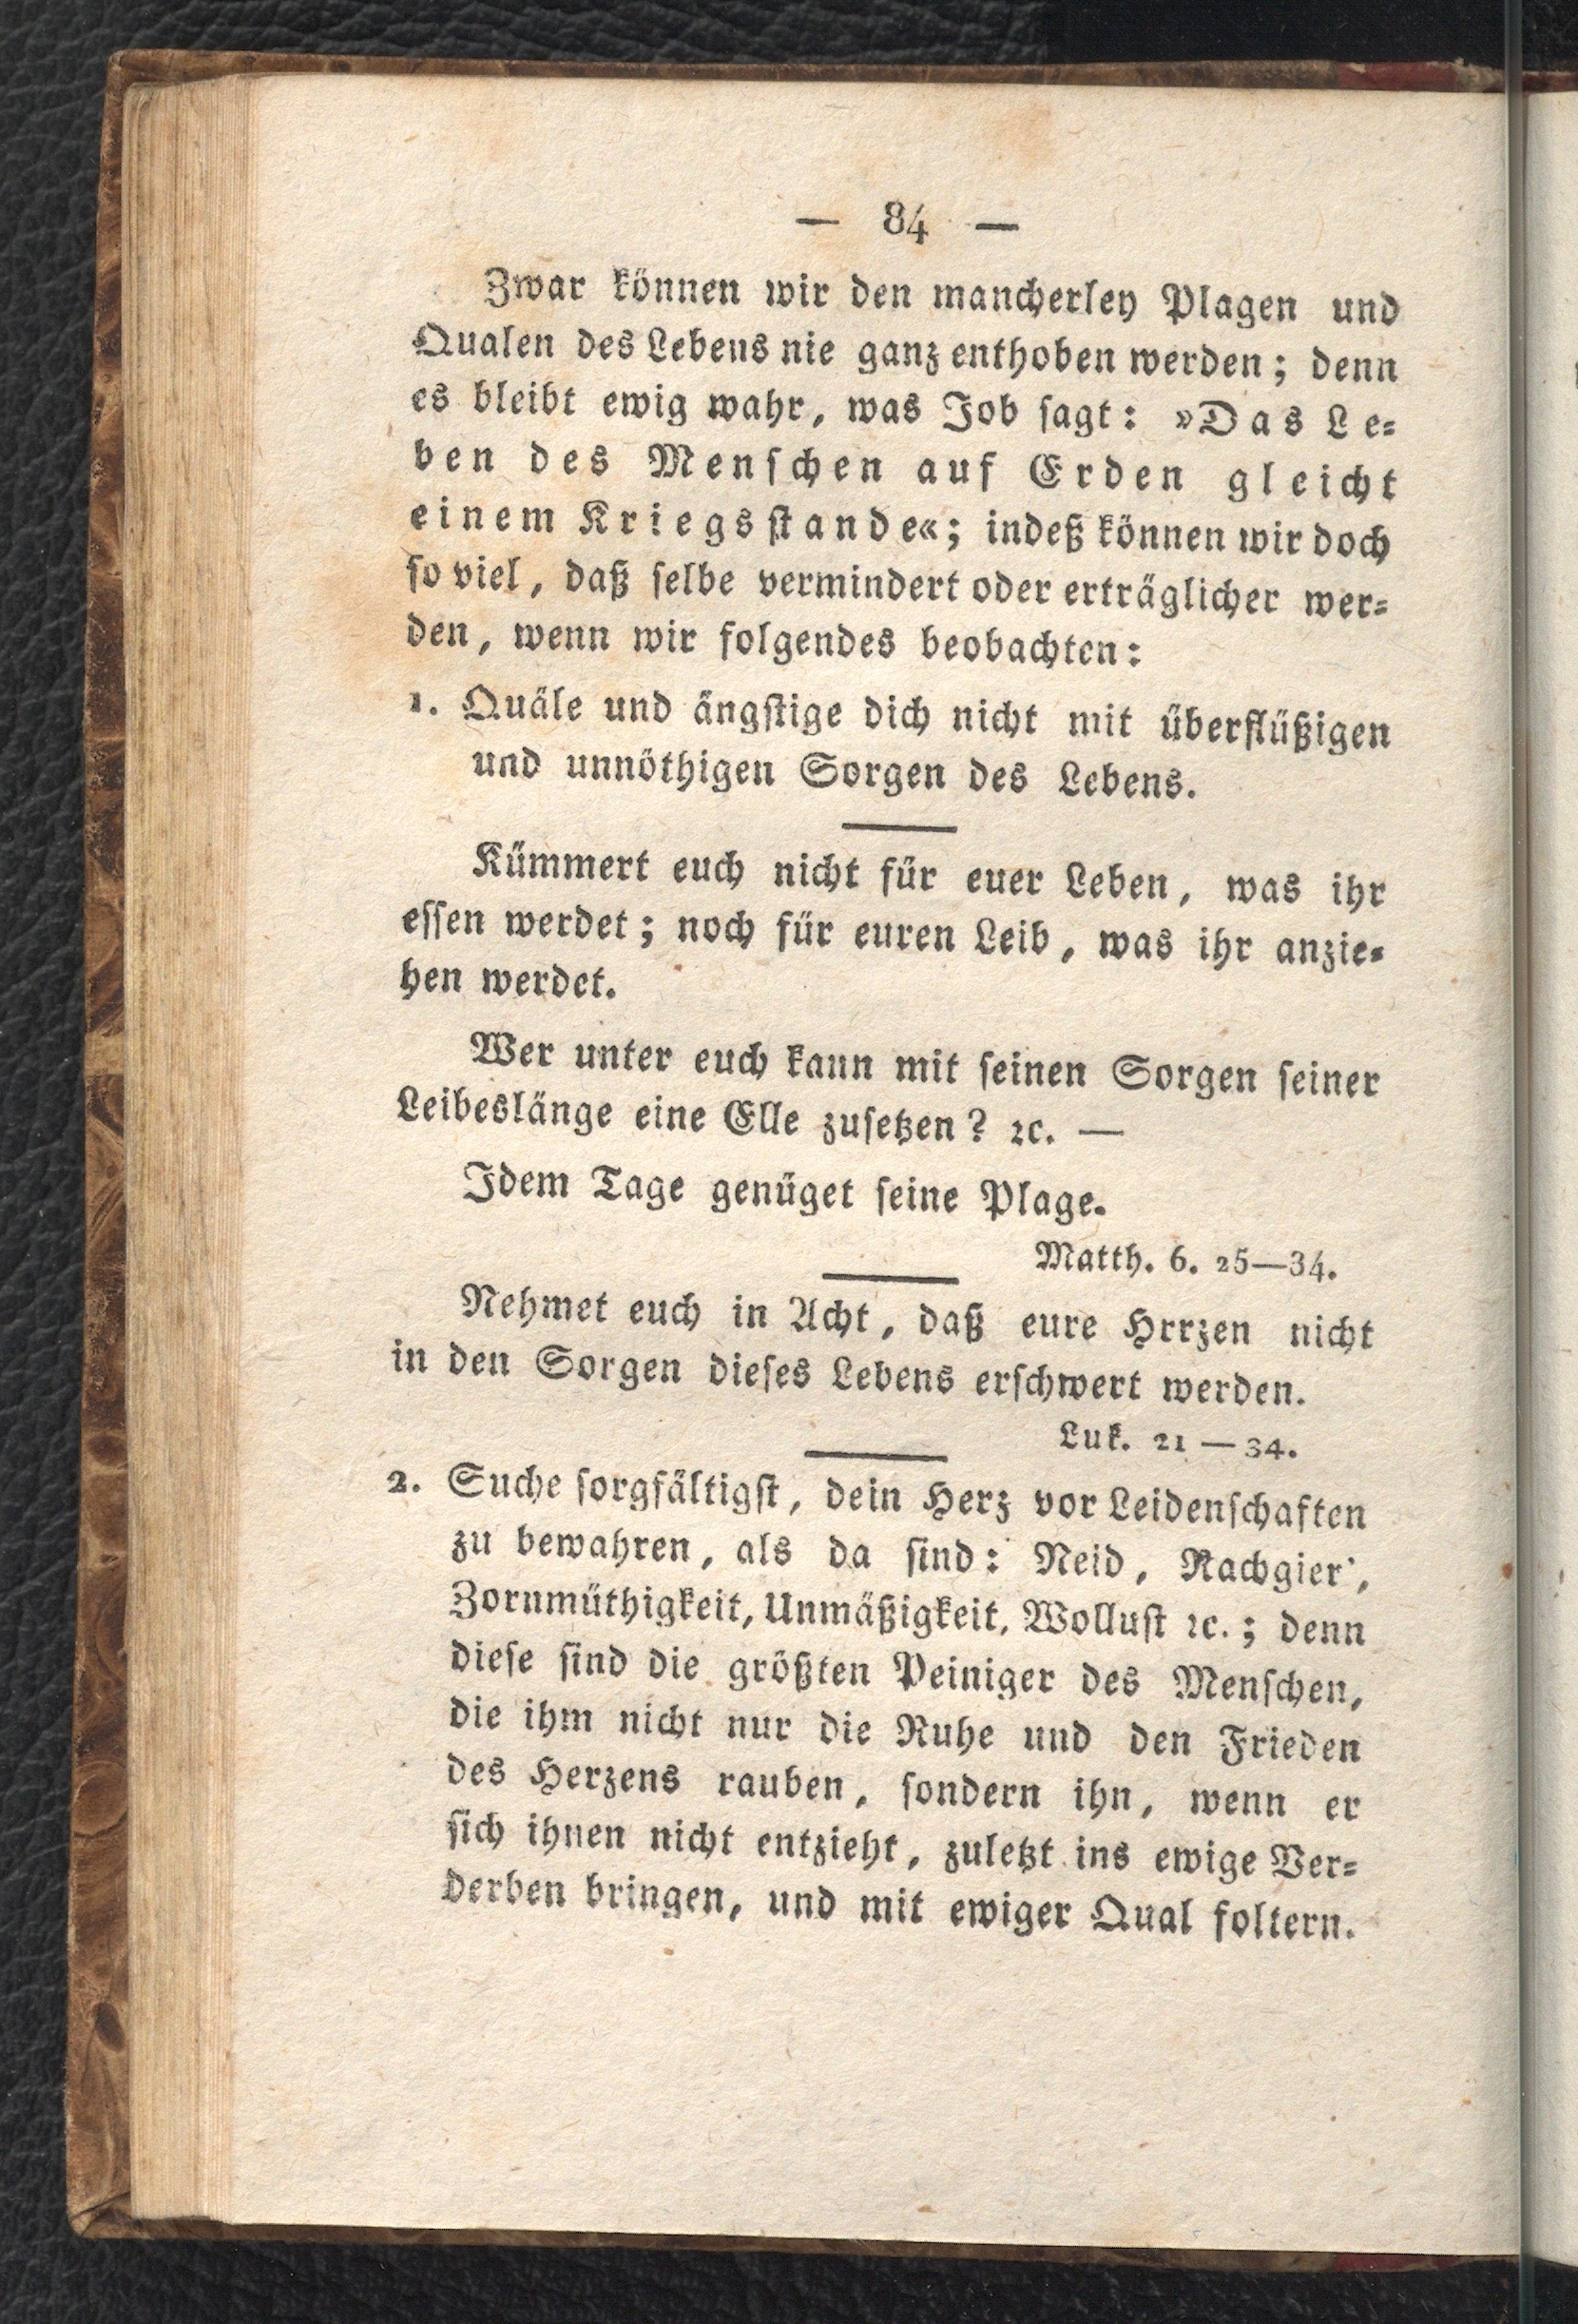 — 84 —
Zwar können wir den mancherley Plagen und
Qualen des Lebens nie ganz enthoben werden; denn
es bleibt ewig wahr, was Job sagt: »Das Le=
ben des Menschen auf Erden gleicht
einem Kriegsstande«; indeß können wir doch
so viel, daß selbe vermindert oder erträglicher wer=
den, wenn wir folgendes beobachten:
1. Quäle und ängstige dich nicht mit überflüßigen
und unnöthigen Sorgen des Lebens.
Kümmert euch nicht für euer Leben, was ihr
essen werdet; noch für euren Leib, was ihr anzie=
hen werdet.
Wer unter euch kann mit seinen Sorgen seiner
Leibeslänge eine Elle zusetzen? ꝛc. —
Jdem Tage genüget seine Plage.
Matth. 6. 25—34.
Nehmet euch in Acht, daß eure Hrrzen nicht
in den Sorgen dieses Lebens erschwert werden.
Luk. 21 — 34.
2. Suche sorgfältigst, dein Herz vor Leidenschaften
zu bewahren, als da sind: Neid, Rachgier,
Zornmüthigkeit, Unmäßigkeit, Wollust ꝛc.; denn
diese sind die größten Peiniger des Menschen,
die ihm nicht nur die Ruhe und den Frieden
des Herzens rauben, sondern ihn, wenn er
sich ihnen nicht entzieht, zuletzt ins ewige Ver=
derben bringen, und mit ewiger Qual foltern.